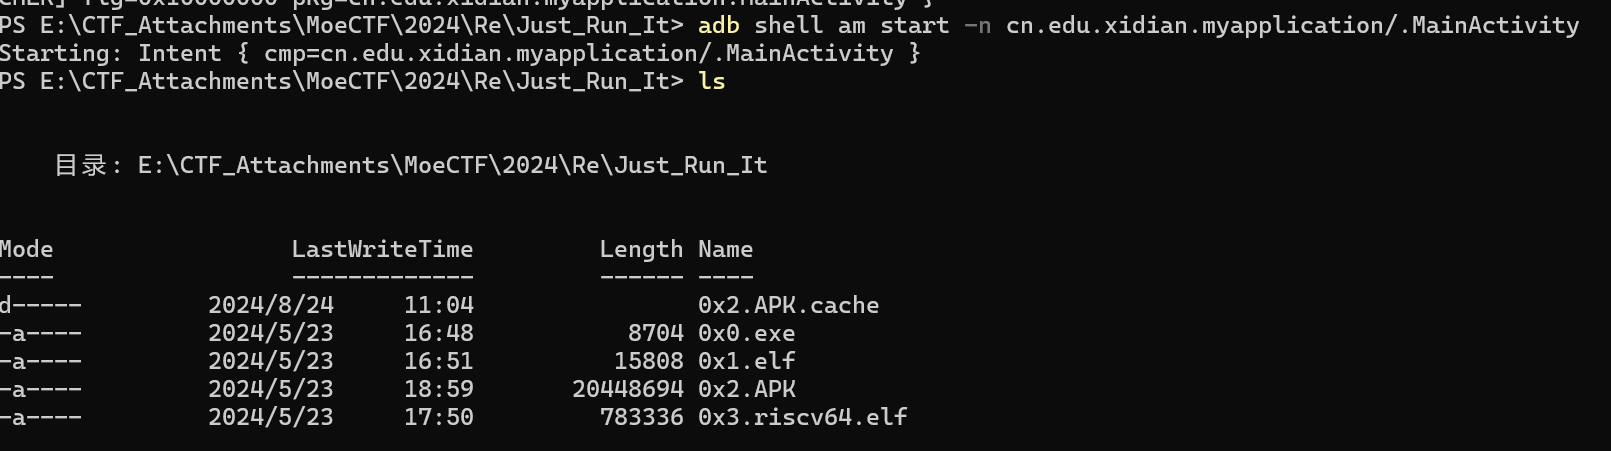 PS E:\CTF_Attachments\MoeCTF\2024\Re\Just_Run_It> adb shell am start -n cn.edu.xidian.myapplication/.MainActivity
Starting: Intent { cmp=cn.edu.xidian.myapplication/.MainActivity }
PS E:\CTF_Attachments\MoeCTF\2024\Re\Just_Run_It> ls
目录: E:\CTF_Attachments\MoeCTF\2024\Re\Just_Run_It
Mode LastWriteTime Length Name
---- ------------- ------ ----
d----- 2024/8/24 11:04 0x2.APK.cache
-a---- 2024/5/23 16:48 8704 0x0.exe
-a---- 2024/5/23 16:51 15808 0x1.elf
-a---- 2024/5/23 18:59 20448694 0x2.APK
-a---- 2024/5/23 17:50 783336 0x3.riscv64.elf